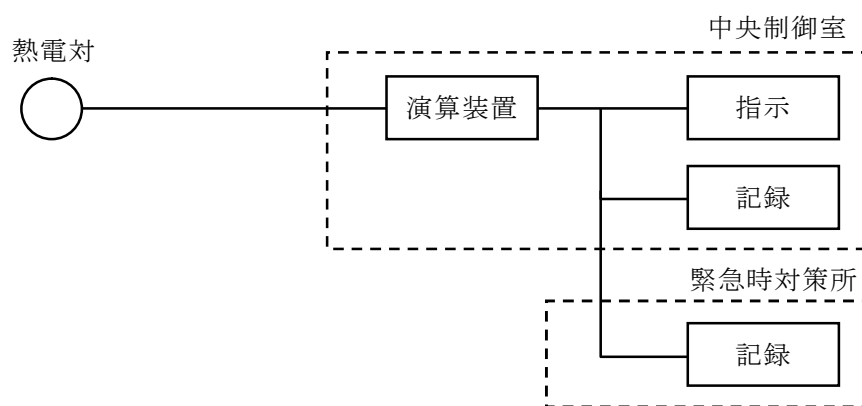 中央制御室
熱電対
演算装置
指示
記録
緊急時対策所
記録